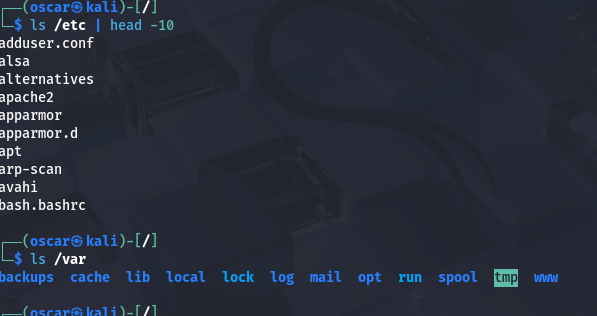 ┌──(oscar㉿kali)-[/]
└─$ ls /etc | head -10
adduser.conf
alsa
alternatives
apache2
apparmor
apparmor.d
apt
arp-scan
avahi
bash.bashrc
┌──(oscar㉿kali)-[/]
└─$ ls /var
backups cache lib local lock log mail opt run spool tmp www
┌──(oscar㉿kali)-[/]